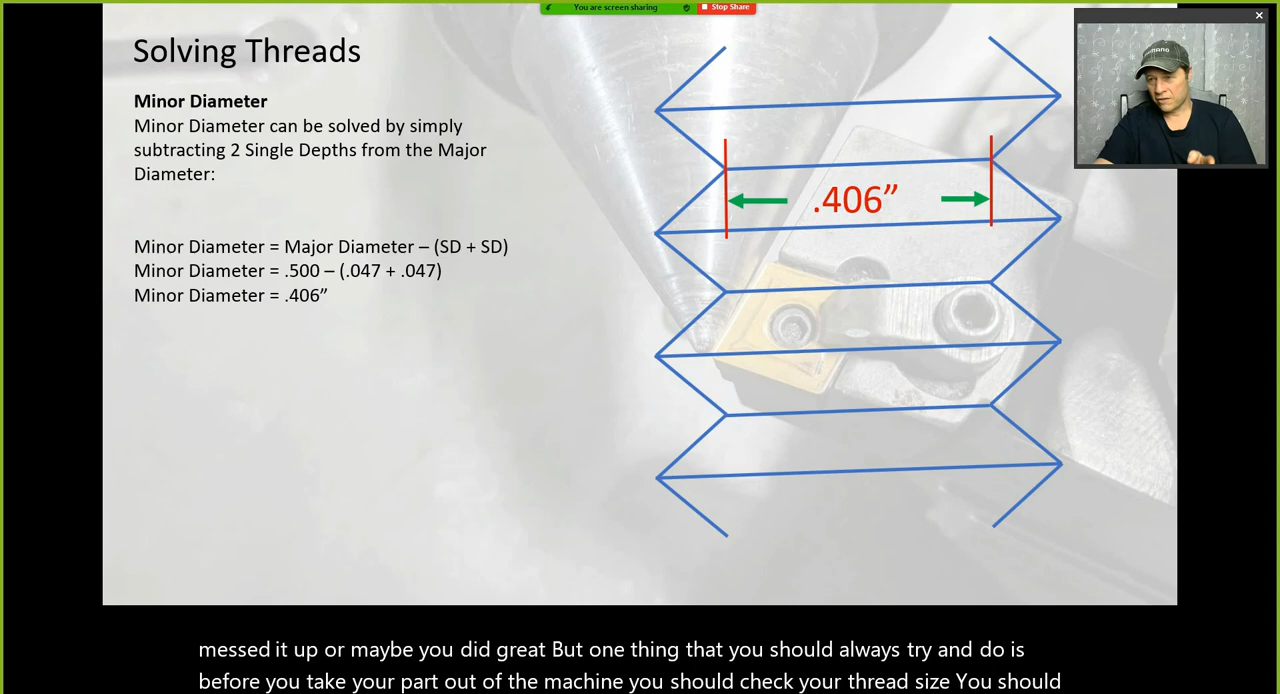 You are screen sharing
Stop Share
Solving Threads
Minor Diameter
Minor Diameter can be solved by simply
subtracting 2 Single Depths from the Major
Diameter:
Minor Diameter = Major Diameter – (SD + SD)
Minor Diameter = .500 – (.047 + .047)
Minor Diameter = .406”
.406”
messed it up or maybe you did great But one thing that you should always try and do is
before you take your part out of the machine you should check your thread size You should